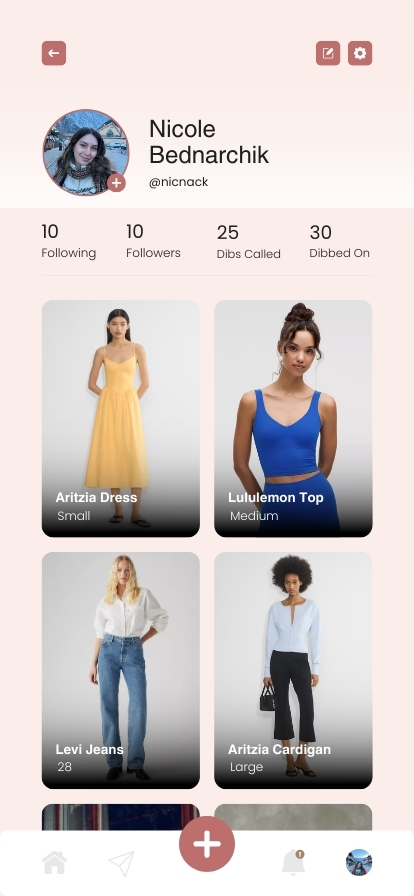 Nicole
Bednarchik
@nicnack
10 10 25 30
Following Followers Dibs Called Dibbed On
Aritzia Dress
Small
Lululemon Top
Medium
Levi Jeans
28
Aritzia Cardigan
Large